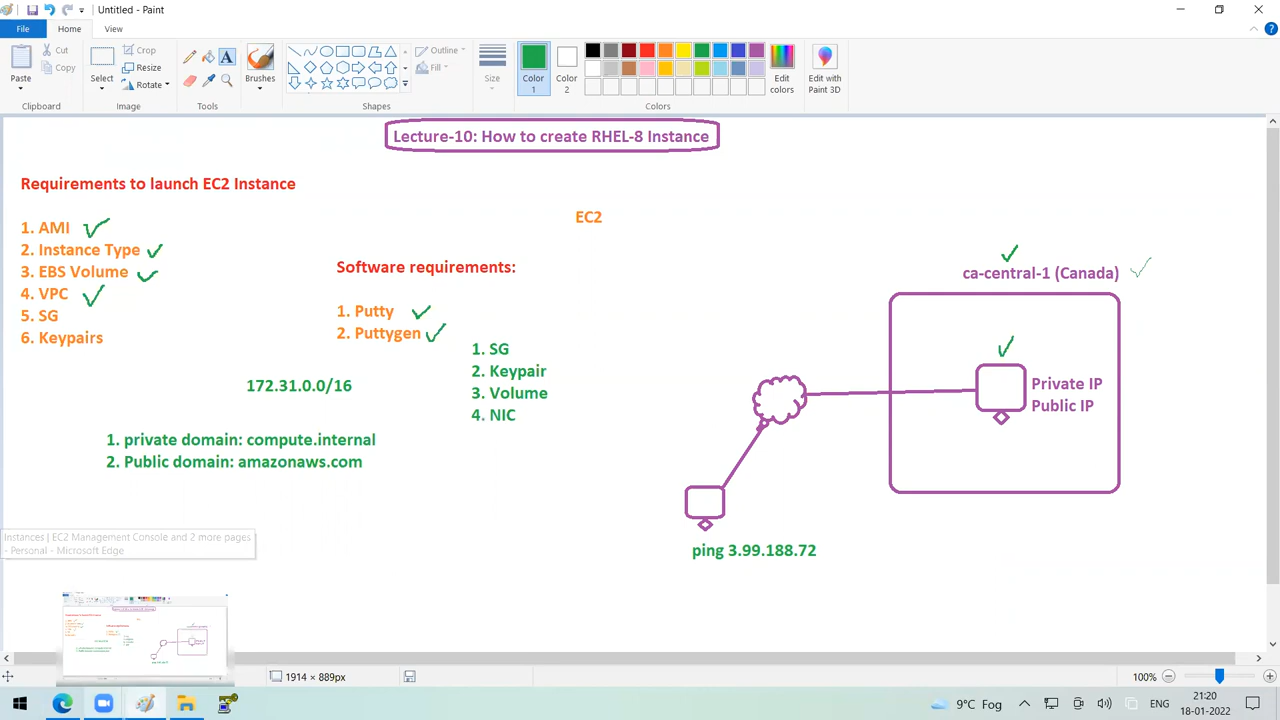 Untitled - Paint
File
Home
View
Paste
Cut
Copy
Clipboard
Select
Crop
Resize
Rotate
Image
A
Tools
Brushes
Outline
Fill
Shapes
Size
Color
1
Color
2
Edit
colors
Edit with
Paint 3D
Colors
Lecture-10: How to create RHEL-8 Instance
Requirements to launch EC2 Instance
1. AMI
2. Instance Type
3. EBS Volume
4. VPC
5. SG
6. Keypairs
EC2
Software requirements:
1. Putty
2. Puttygen
1. SG
2. Keypair
3. Volume
4. NIC
172.31.0.0/16
1. private domain: compute.internal
2. Public domain: amazonaws.com
ca-central-1 (Canada)
Private IP
Public IP
ping 3.99.188.72
Instances | EC2 Management Console and 2 more pages
- Personal - Microsoft Edge
1914 × 889px
100%
9°C Fog
ENG
21:20
18-01-2022